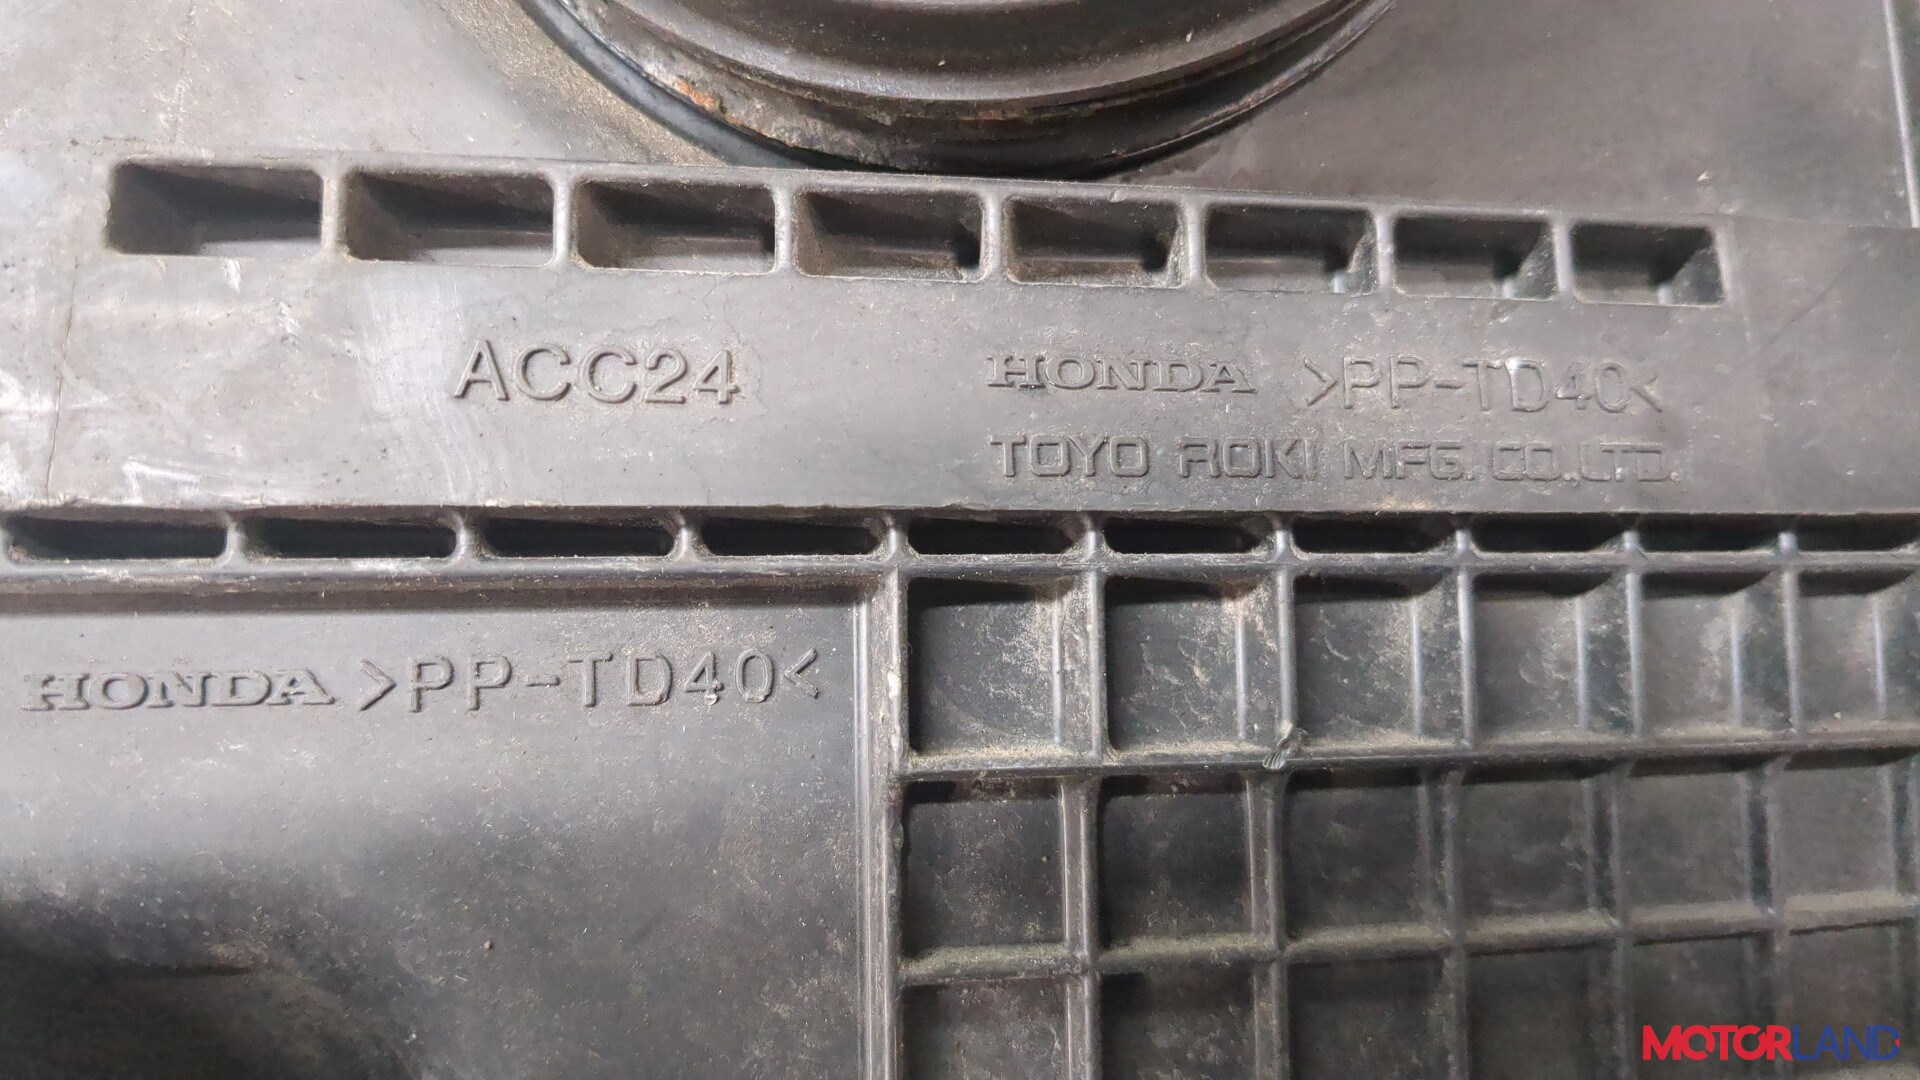 ACC24
HONDA >PP-TD40<
TOYO ROKI MFG. CO.,LTD.
HONDA >PP-TD40<
MOTORLAND